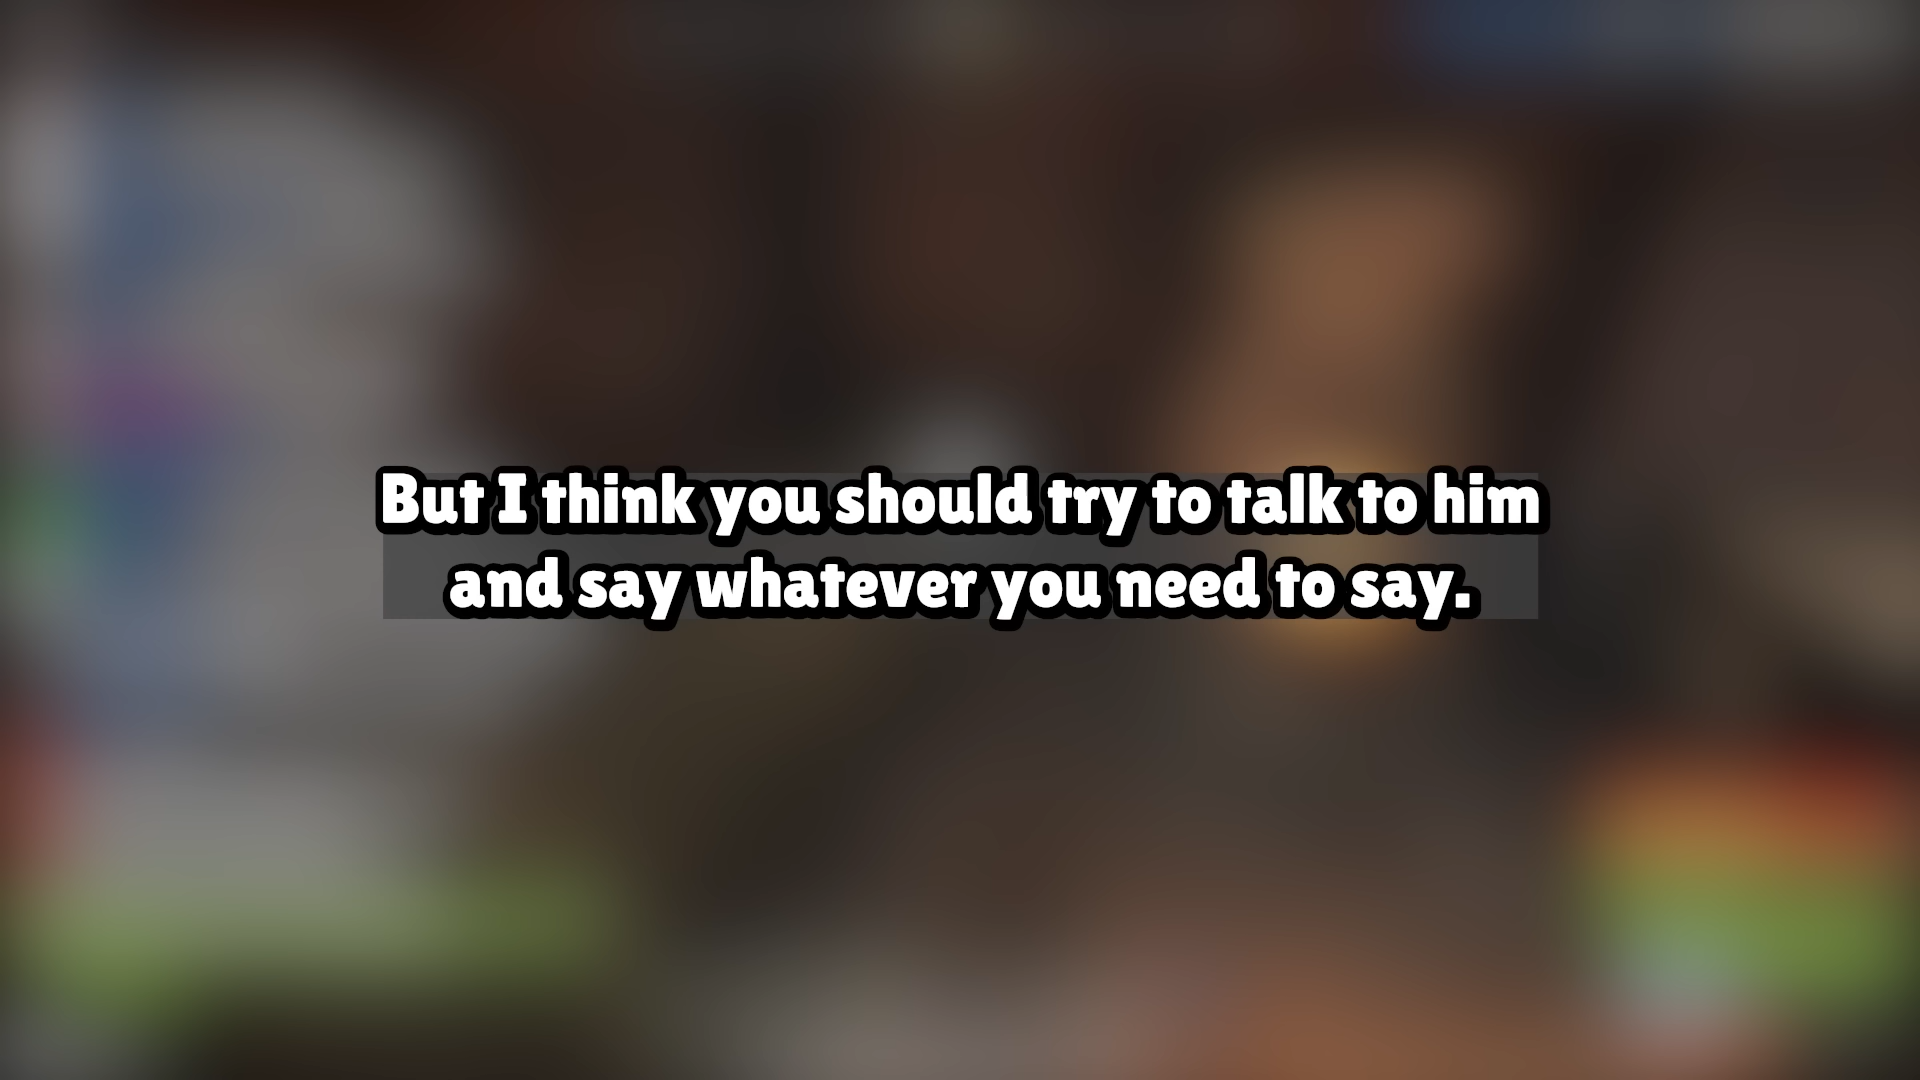 But I think you should try to talk to him
and say whatever you need to say.